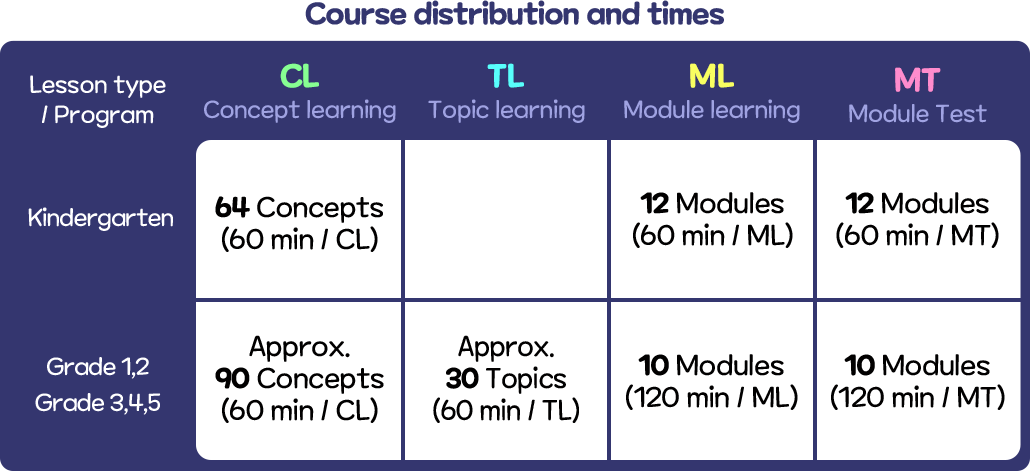 Course distribution and times
Lesson type
/ Program
CL
Concept learning
TL
Topic learning
ML
Module learning
MT
Module Test
Kindergarten
64 Concepts
(60 min / CL)
12 Modules
(60 min / ML)
12 Modules
(60 min / MT)
Grade 1,2
Grade 3,4,5
Approx.
90 Concepts
(60 min / CL)
Approx.
30 Topics
(60 min / TL)
10 Modules
(120 min / ML)
10 Modules
(120 min / MT)